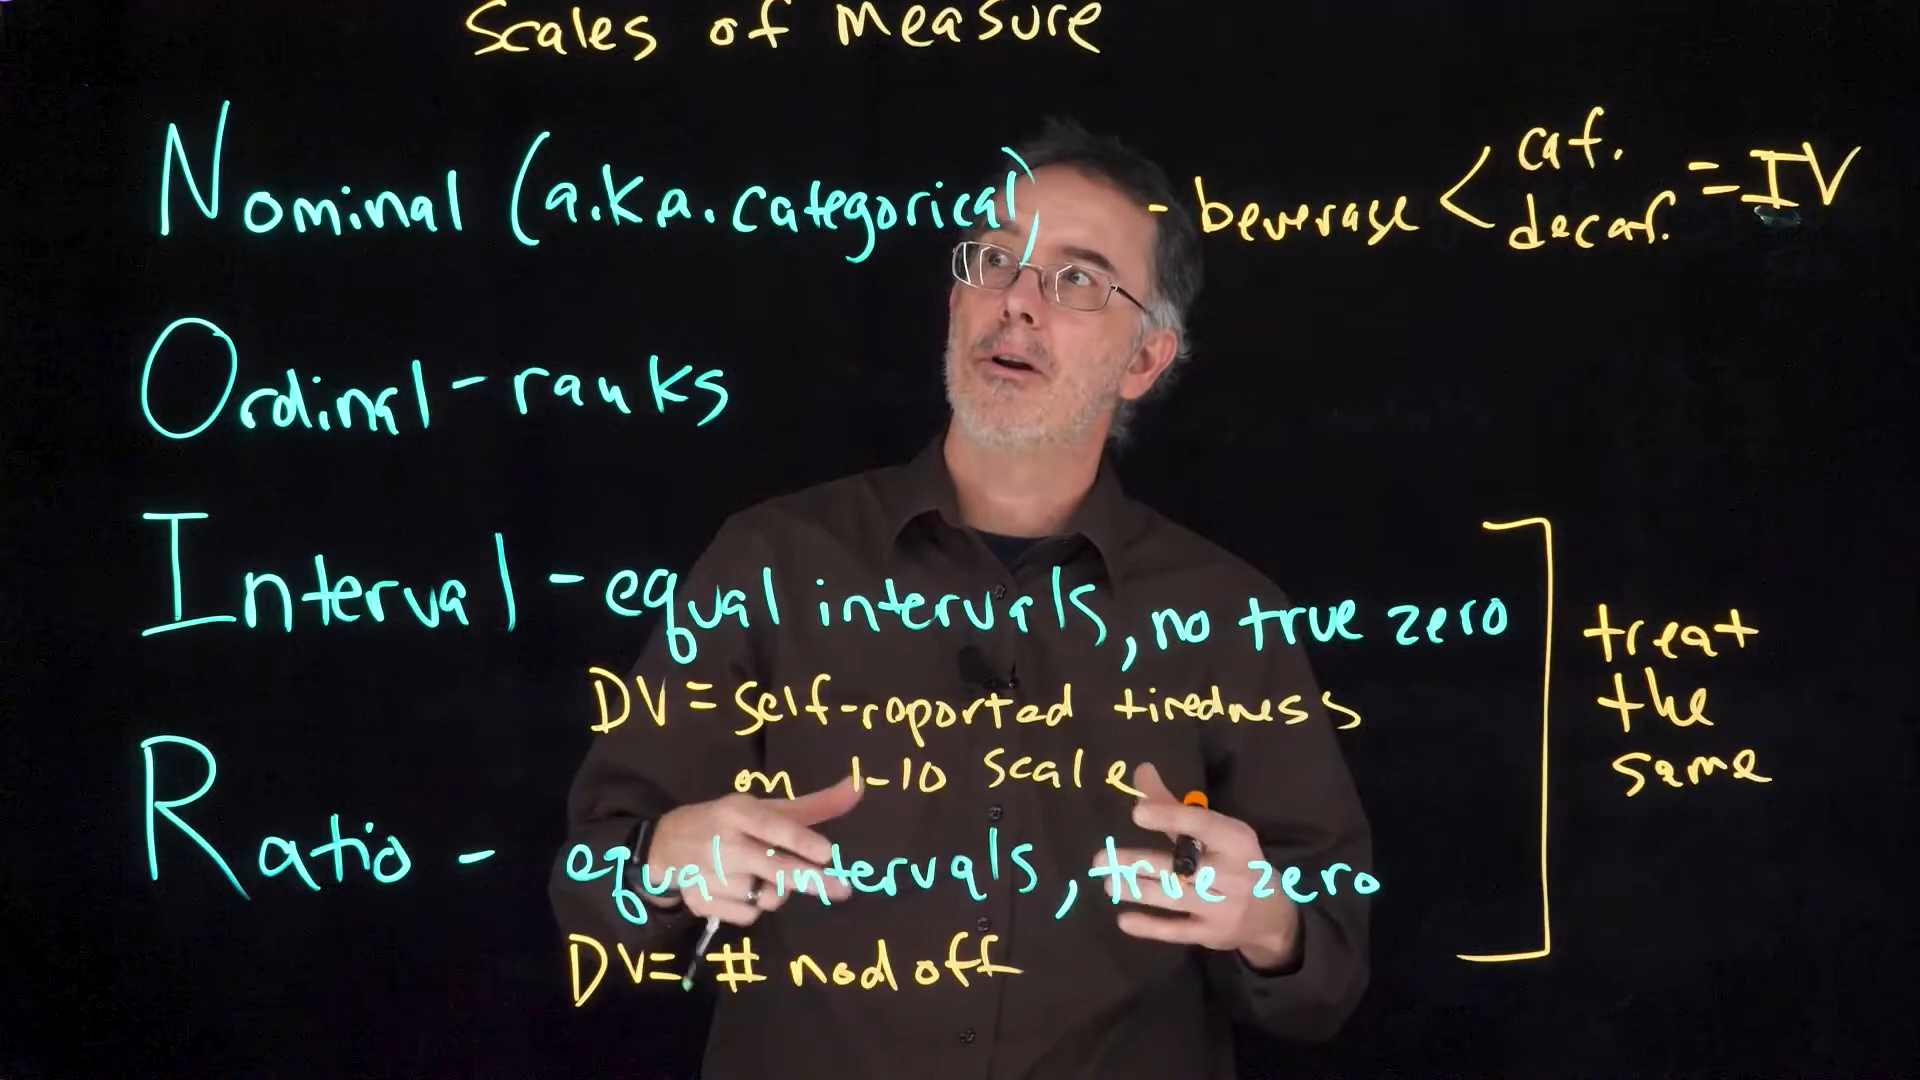 Scales of Measure
Nominal (a.k.a. categorical) - beverage < caf. decaf. = IV
Ordinal - ranks
Interval - equal intervals, no true zero
DV = self-reported tiredness
on 1-10 scale
Ratio - equal intervals, true zero
DV = # nod off
treat
the
same